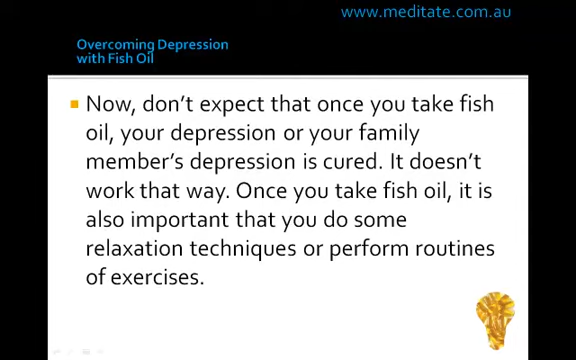 www.meditate.com.au
Overcoming Depression
with Fish Oil
Now, don't expect that once you take fish
oil, your depression or your family
member's depression is cured. It doesn't
work that way. Once you take fish oil, it is
also important that you do some
relaxation techniques or perform routines
of exercises.